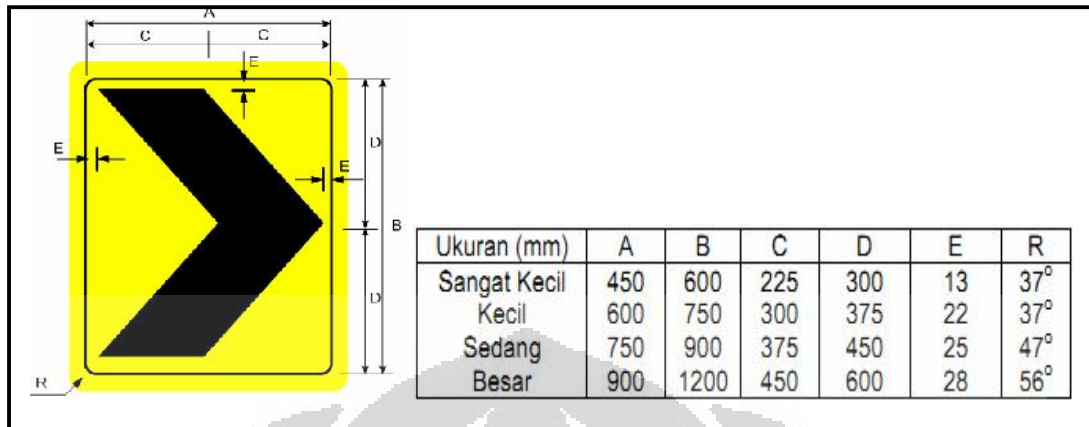 A
C C
E
D
E E
B
D
R
Ukuran (mm) A B C D E R
Sangat Kecil 450 600 225 300 13 37°
Kecil 600 750 300 375 22 37°
Sedang 750 900 375 450 25 47°
Besar 900 1200 450 600 28 56°